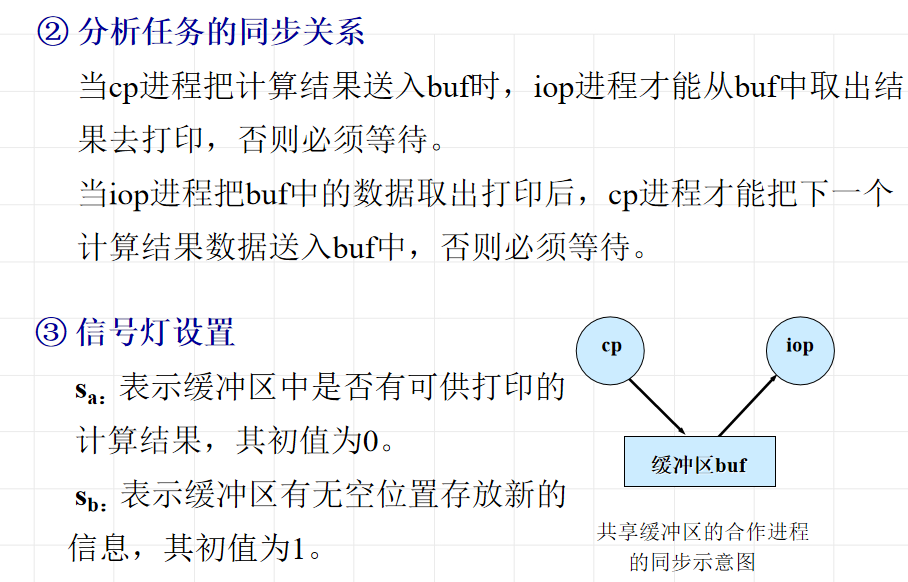 ② 分析任务的同步关系
当cp进程把计算结果送入buf时，iop进程才能从buf中取出结
果去打印，否则必须等待。
当iop进程把buf中的数据取出打印后，cp进程才能把下一个
计算结果数据送入buf中，否则必须等待。
③ 信号灯设置
sa：表示缓冲区中是否有可供打印的
计算结果，其初值为0。
sb：表示缓冲区有无空位置存放新的
信息，其初值为1。
cp
iop
缓冲区buf
共享缓冲区的合作进程
的同步示意图